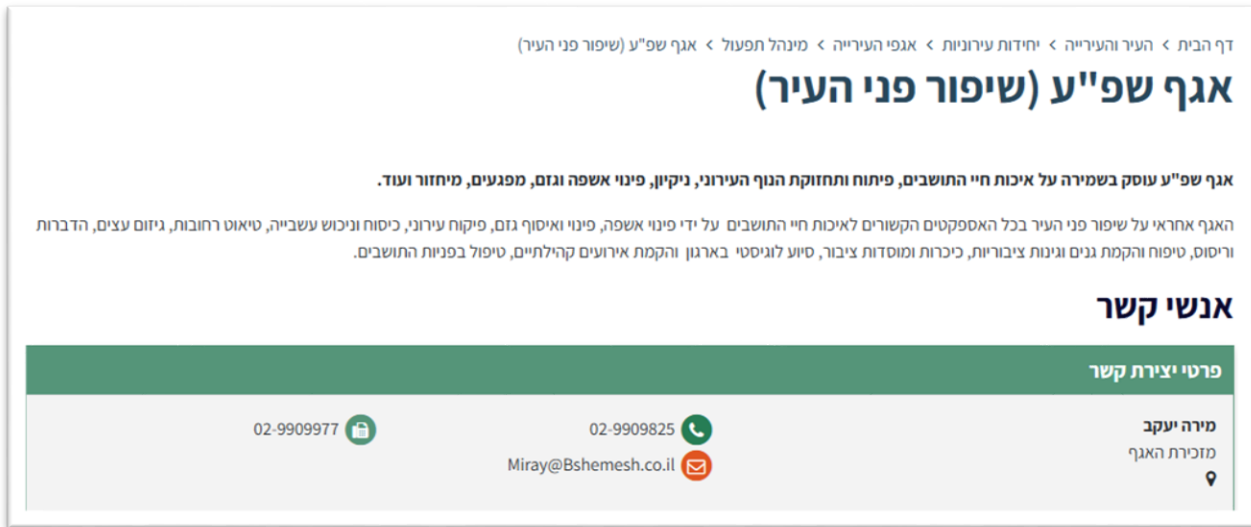 דף הבית > העיר והעירייה > יחידות עירוניות > אגפי העירייה > מינהל תפעול > אגף שפ"ע (שיפור פני העיר)
אגף שפ"ע (שיפור פני העיר)
אגף שפ"ע עוסק בשמירה על איכות חיי התושבים, פיתוח ותחזוקת הנוף העירוני, ניקיון, פינוי אשפה וגזם, מפגעים, מיחזור ועוד.
האגף אחראי על שיפור פני העיר בכל האספקטים הקשורים לאיכות חיי התושבים על ידי פינוי אשפה, פינוי ואיסוף גזם, פיקוח עירוני, כיסוח וניכוש עשבייה, טיאוט רחובות, גיזום עצים, הדברות
וריסוס, טיפוח והקמת גנים וגינות ציבוריות, כיכרות ומוסדות ציבור, סיוע לוגיסטי בארגון והקמת אירועים קהילתיים, טיפול בפניות התושבים.
אנשי קשר
פרטי יצירת קשר
מירה יעקב
מזכירת האגף
02-9909825
Miray@Bshemesh.co.il
02-9909977